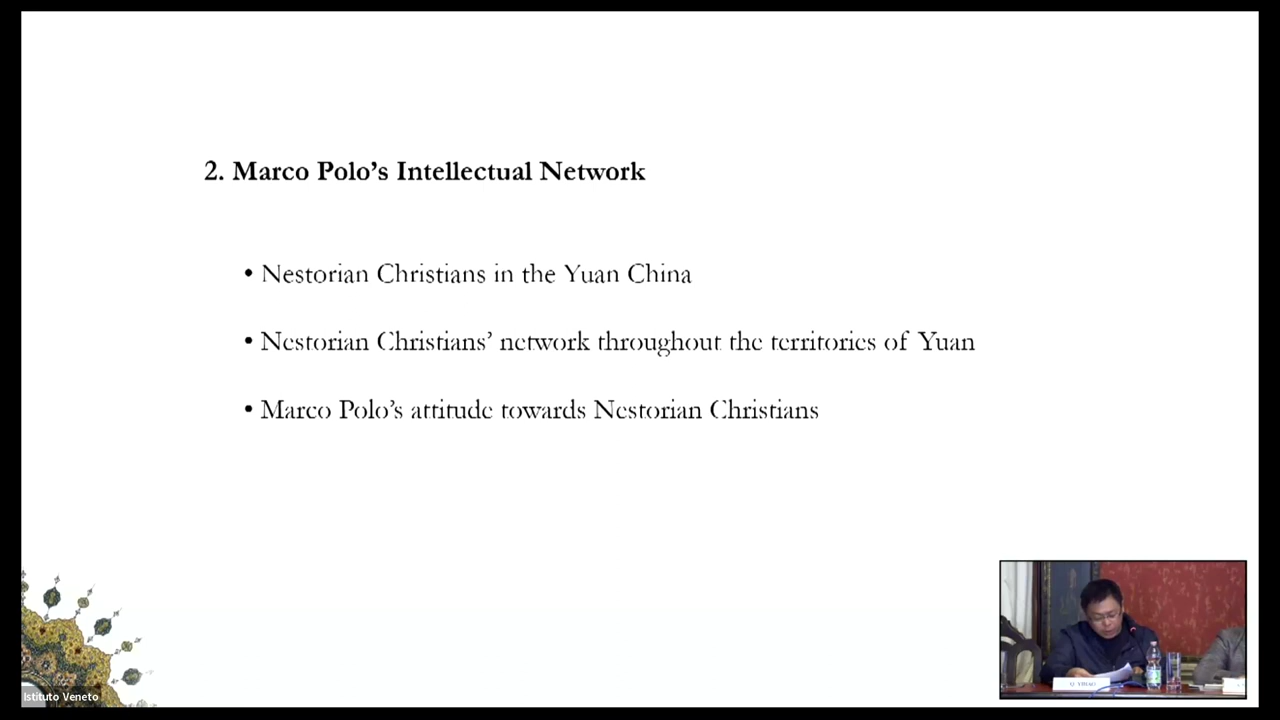 2. Marco Polo’s Intellectual Network
• Nestorian Christians in the Yuan China
• Nestorian Christians’ network throughout the territories of Yuan
• Marco Polo’s attitude towards Nestorian Christians
Istituto Veneto